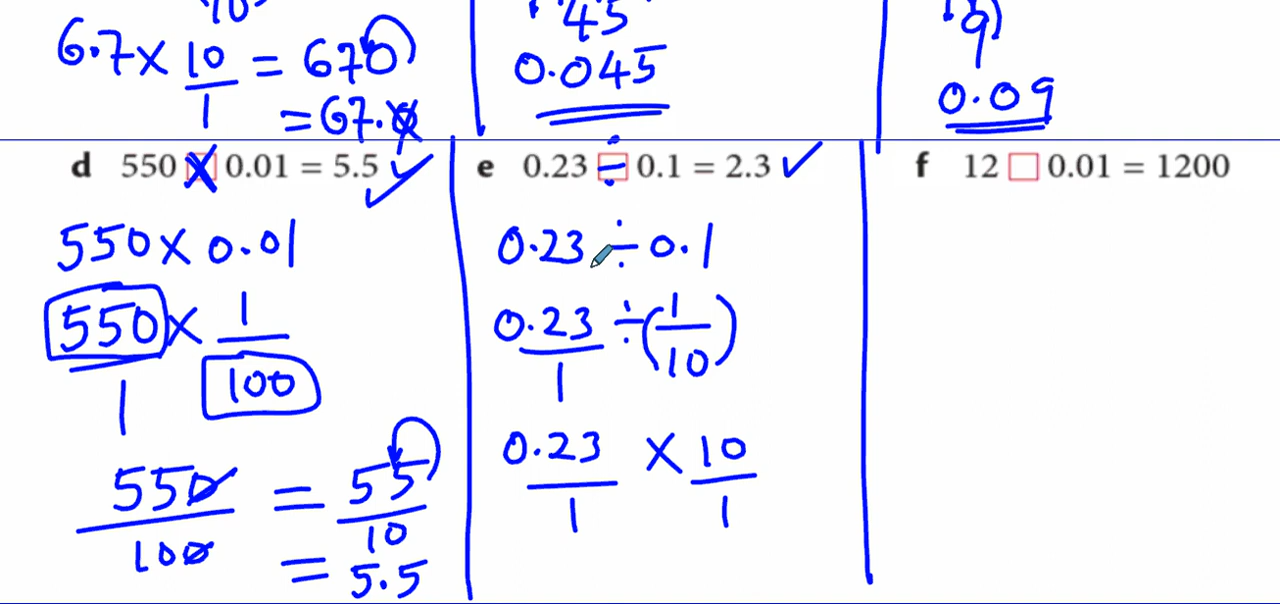 6.7 × 10/1 = 670
= 67.0
45
0.045
9
0.09
d 550 × 0.01 = 5.5 ✓
550 × 0.01
550/1 × 1/100
550/100 = 55/10
= 5.5
e 0.23 ÷ 0.1 = 2.3 ✓
0.23 ÷ 0.1
0.23/1 ÷ (1/10)
0.23/1 × 10/1
f 12 □ 0.01 = 1200